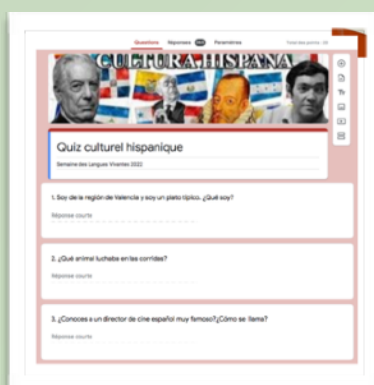 Questions Réponses Paramètres
CULTURA HISPANA
Quiz culturel hispanique
Semaine des Langues Vivantes 2022
1. Soy de la región de Valencia y soy un plato típico. ¿Qué soy?
Réponse courte
2. ¿Qué animal luchaba en las corridas?
Réponse courte
3. ¿Conoces a un director de cine español muy famoso?¿Cómo se llama?
Réponse courte